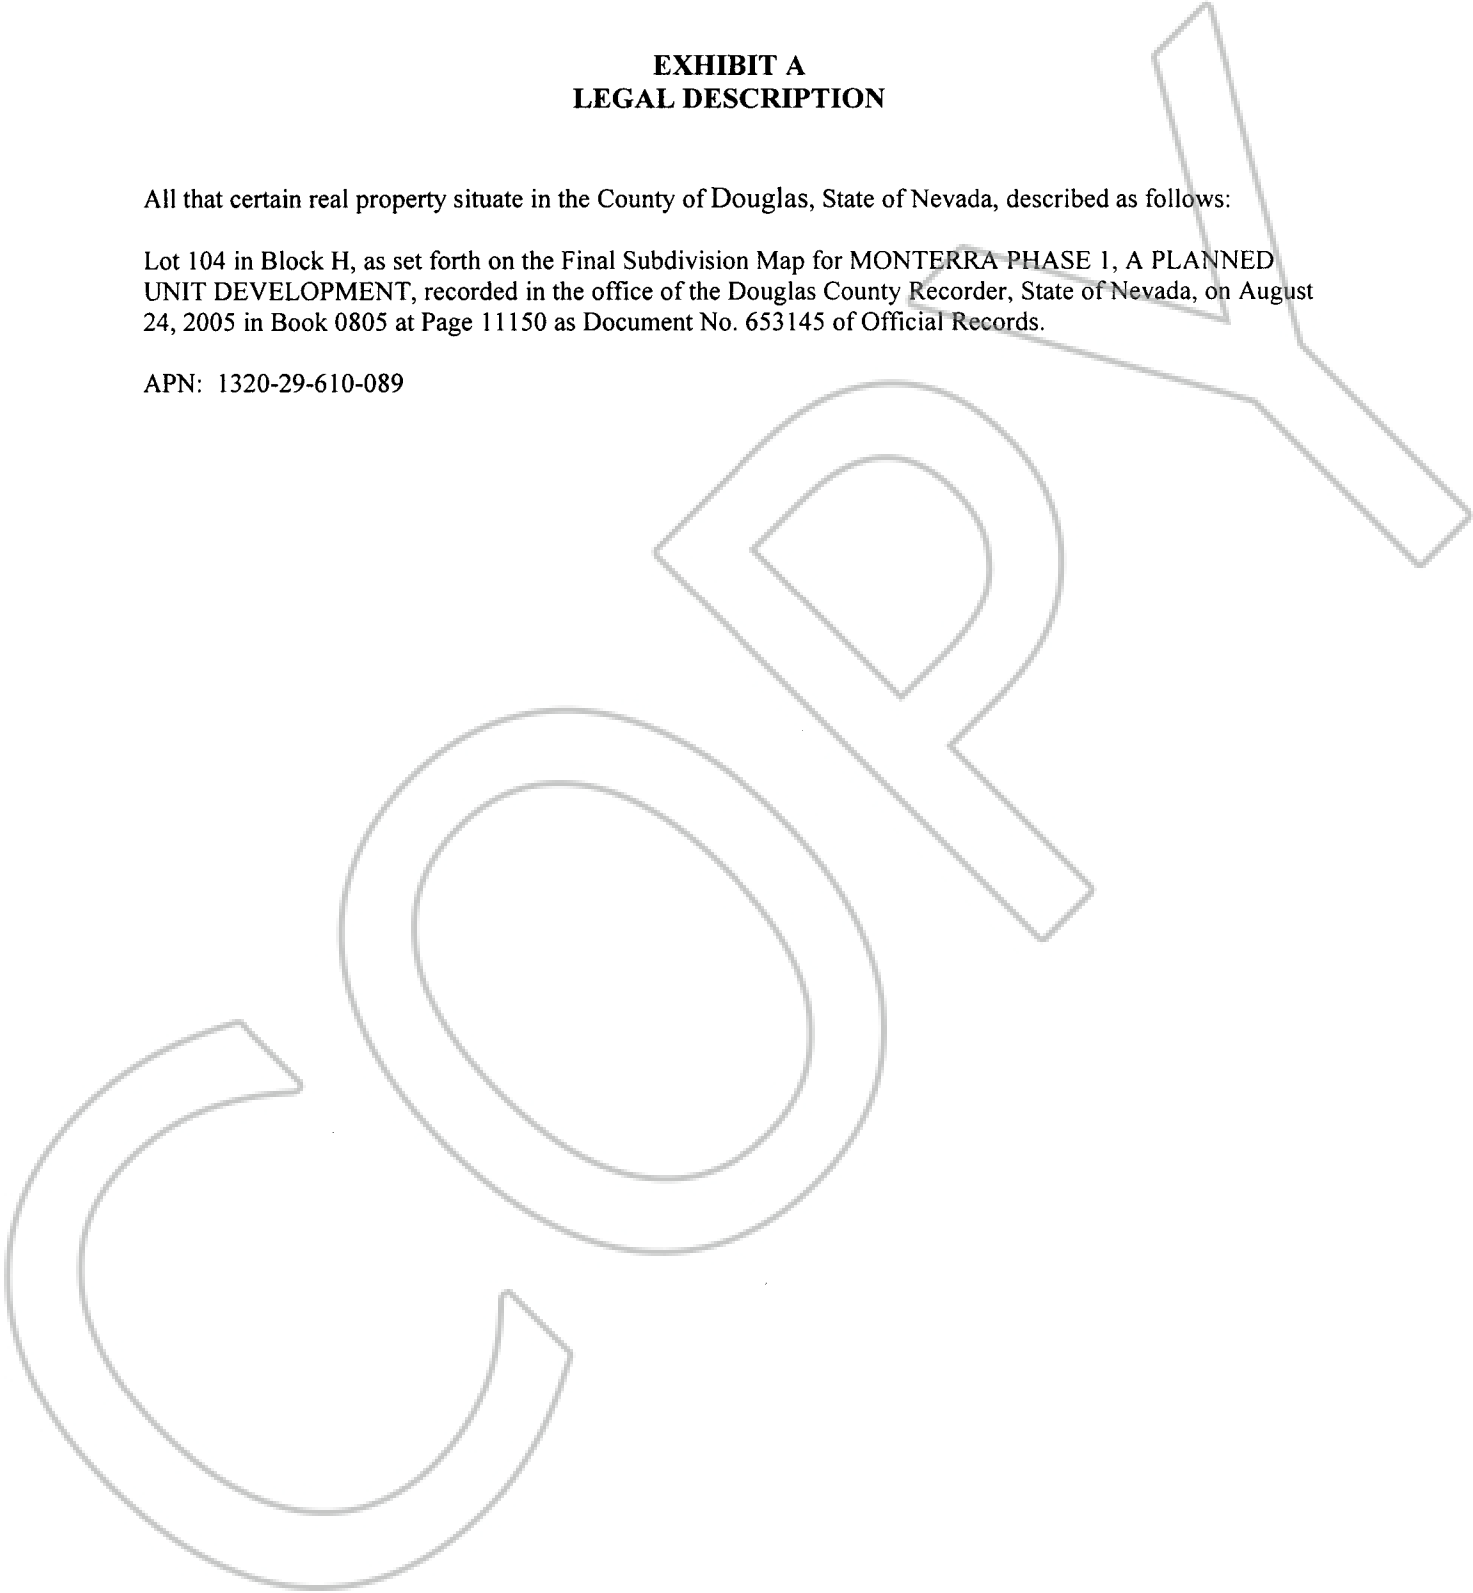 EXHIBIT A
LEGAL DESCRIPTION
All that certain real property situate in the County of Douglas, State of Nevada, described as follows:
Lot 104 in Block H, as set forth on the Final Subdivision Map for MONTERRA PHASE 1, A PLANNED
UNIT DEVELOPMENT, recorded in the office of the Douglas County Recorder, State of Nevada, on August
24, 2005 in Book 0805 at Page 11150 as Document No. 653145 of Official Records.
APN: 1320-29-610-089
COPY